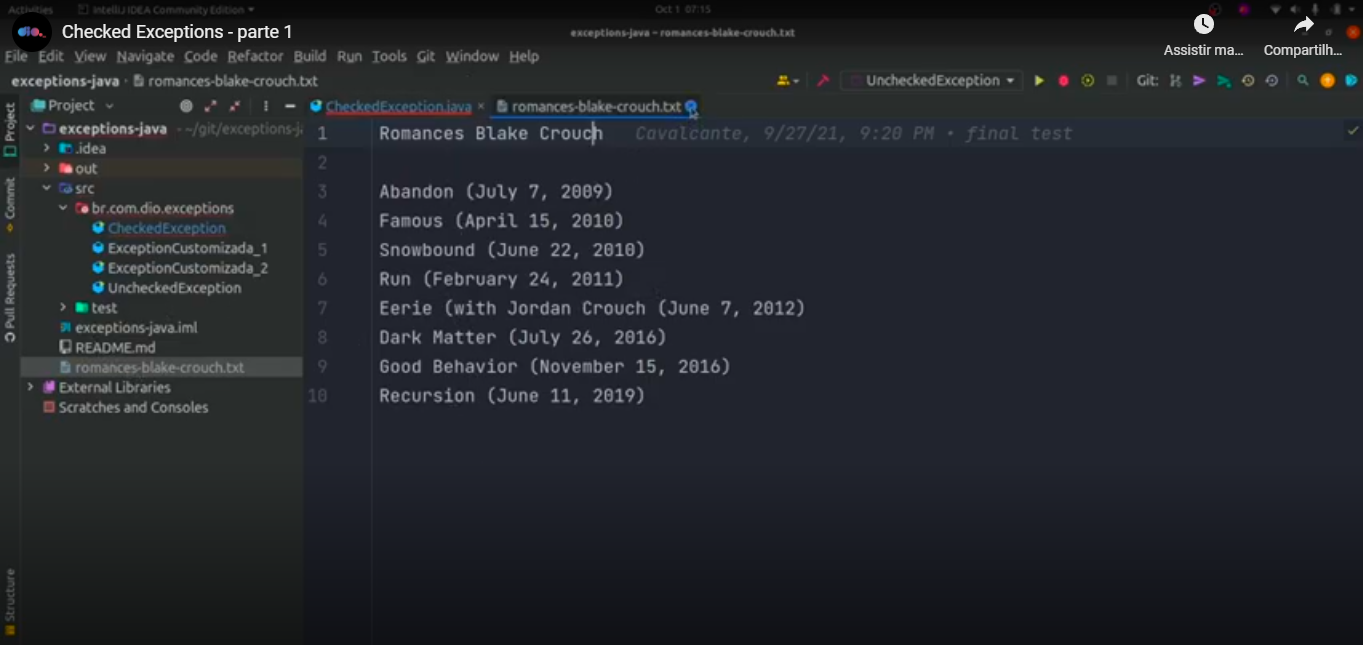 Activities IntelliJ IDEA Community Edition Oct 1 07:15
dio.
Checked Exceptions - parte 1
exceptions-java – romances-blake-crouch.txt
Assistir ma... Compartilh...
File Edit View Navigate Code Refactor Build Run Tools Git Window Help
exceptions-java romances-blake-crouch.txt
UncheckedException Git:
Project
CheckedException.java romances-blake-crouch.txt
Project
Commit
Pull Requests
Structure
exceptions-java ~/git/exceptions-j
.idea
out
src
br.com.dio.exceptions
CheckedException
ExceptionCustomizada_1
ExceptionCustomizada_2
UncheckedException
test
exceptions-java.iml
README.md
romances-blake-crouch.txt
External Libraries
Scratches and Consoles
1 Romances Blake Crouch Cavalcante, 9/27/21, 9:20 PM • final test
2
3 Abandon (July 7, 2009)
4 Famous (April 15, 2010)
5 Snowbound (June 22, 2010)
6 Run (February 24, 2011)
7 Eerie (with Jordan Crouch (June 7, 2012)
8 Dark Matter (July 26, 2016)
9 Good Behavior (November 15, 2016)
10 Recursion (June 11, 2019)